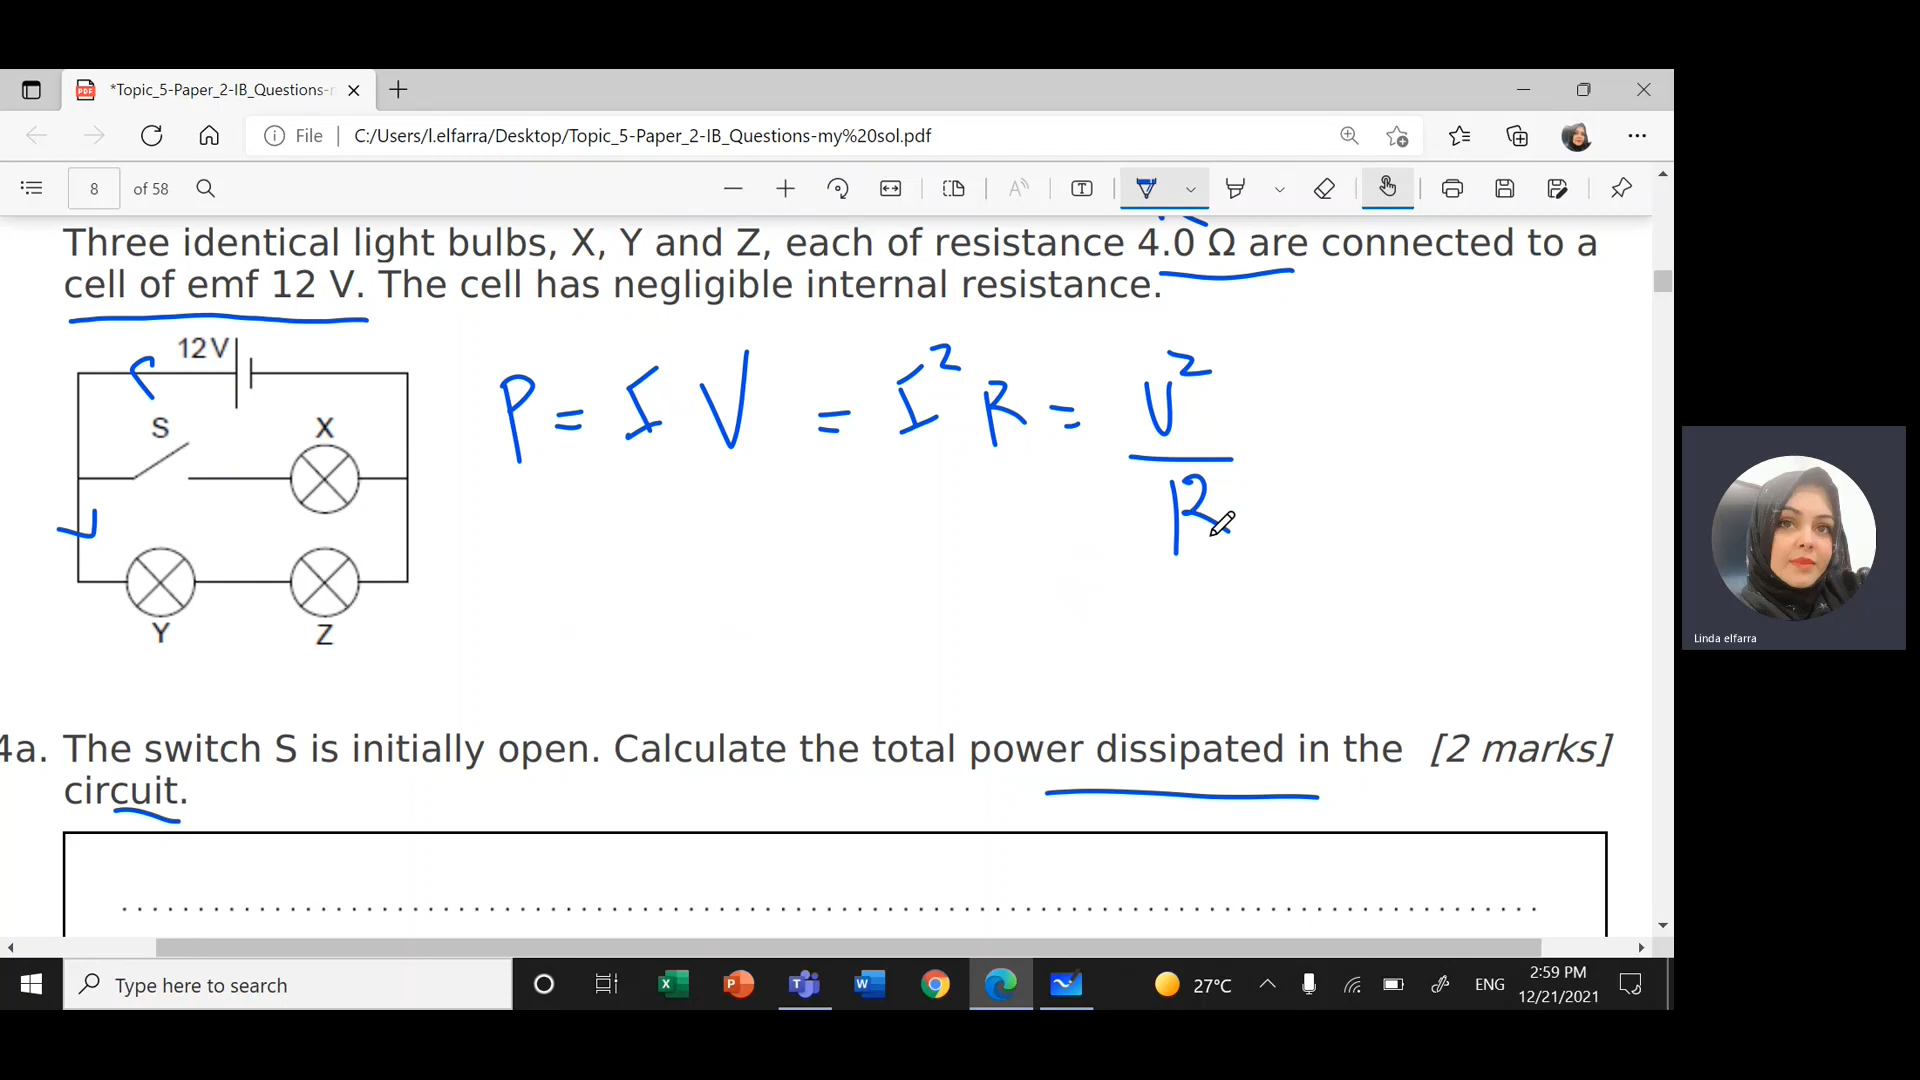 *Topic_5-Paper_2-IB_Questions-
File
C:/Users/l.elfarra/Desktop/Topic_5-Paper_2-IB_Questions-my%20sol.pdf
8
of 58
Three identical light bulbs, X, Y and Z, each of resistance 4.0 Ω are connected to a
cell of emf 12 V. The cell has negligible internal resistance.
12 V
S
X
Y
Z
P = I V = I² R = V² / R
Linda elfarra
4a. The switch S is initially open. Calculate the total power dissipated in the [2 marks]
circuit.
Type here to search
27°C
ENG
2:59 PM
12/21/2021